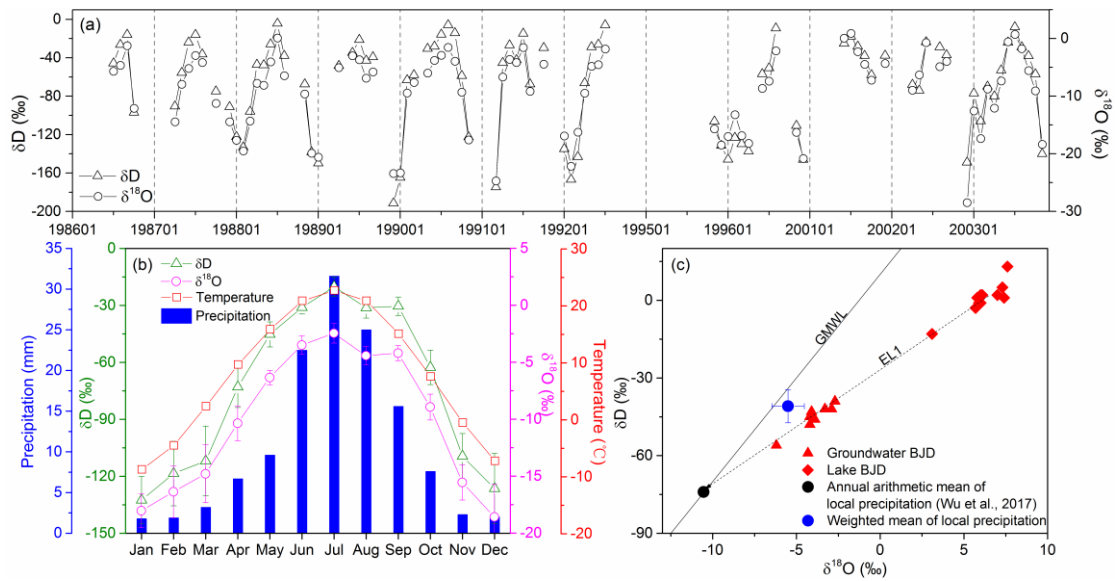 (a)
δD (‰)
0
-40
-80
-120
-160
-200
5
0
-5
-10
-15
-20
-25
-30
δ¹⁸O (‰)
δD
δ¹⁸O
198601 198701 198801 198901 199001 199101 199201 199601 200101 200301
(b)
Precipitation (mm)
35
30
25
20
15
10
5
0
δD (‰)
0
-30
-60
-90
-120
-150
δD
δ¹⁸O
Temperature
Precipitation
5
0
-5
-10
-15
-20
δ¹⁸O (‰)
30
20
10
0
-10
-20
Temperature (℃)
Jan Feb Mar Apr May Jun Jul Aug Sep Oct Nov Dec
(c)
δD (‰)
0
-30
-60
-90
GMWL
EL1
Groundwater BJD
Lake BJD
Annual arithmetic mean of
local precipitation (Wu et al., 2017)
Weighted mean of local precipitation
-10 -5 0 5 10
δ¹⁸O (‰)